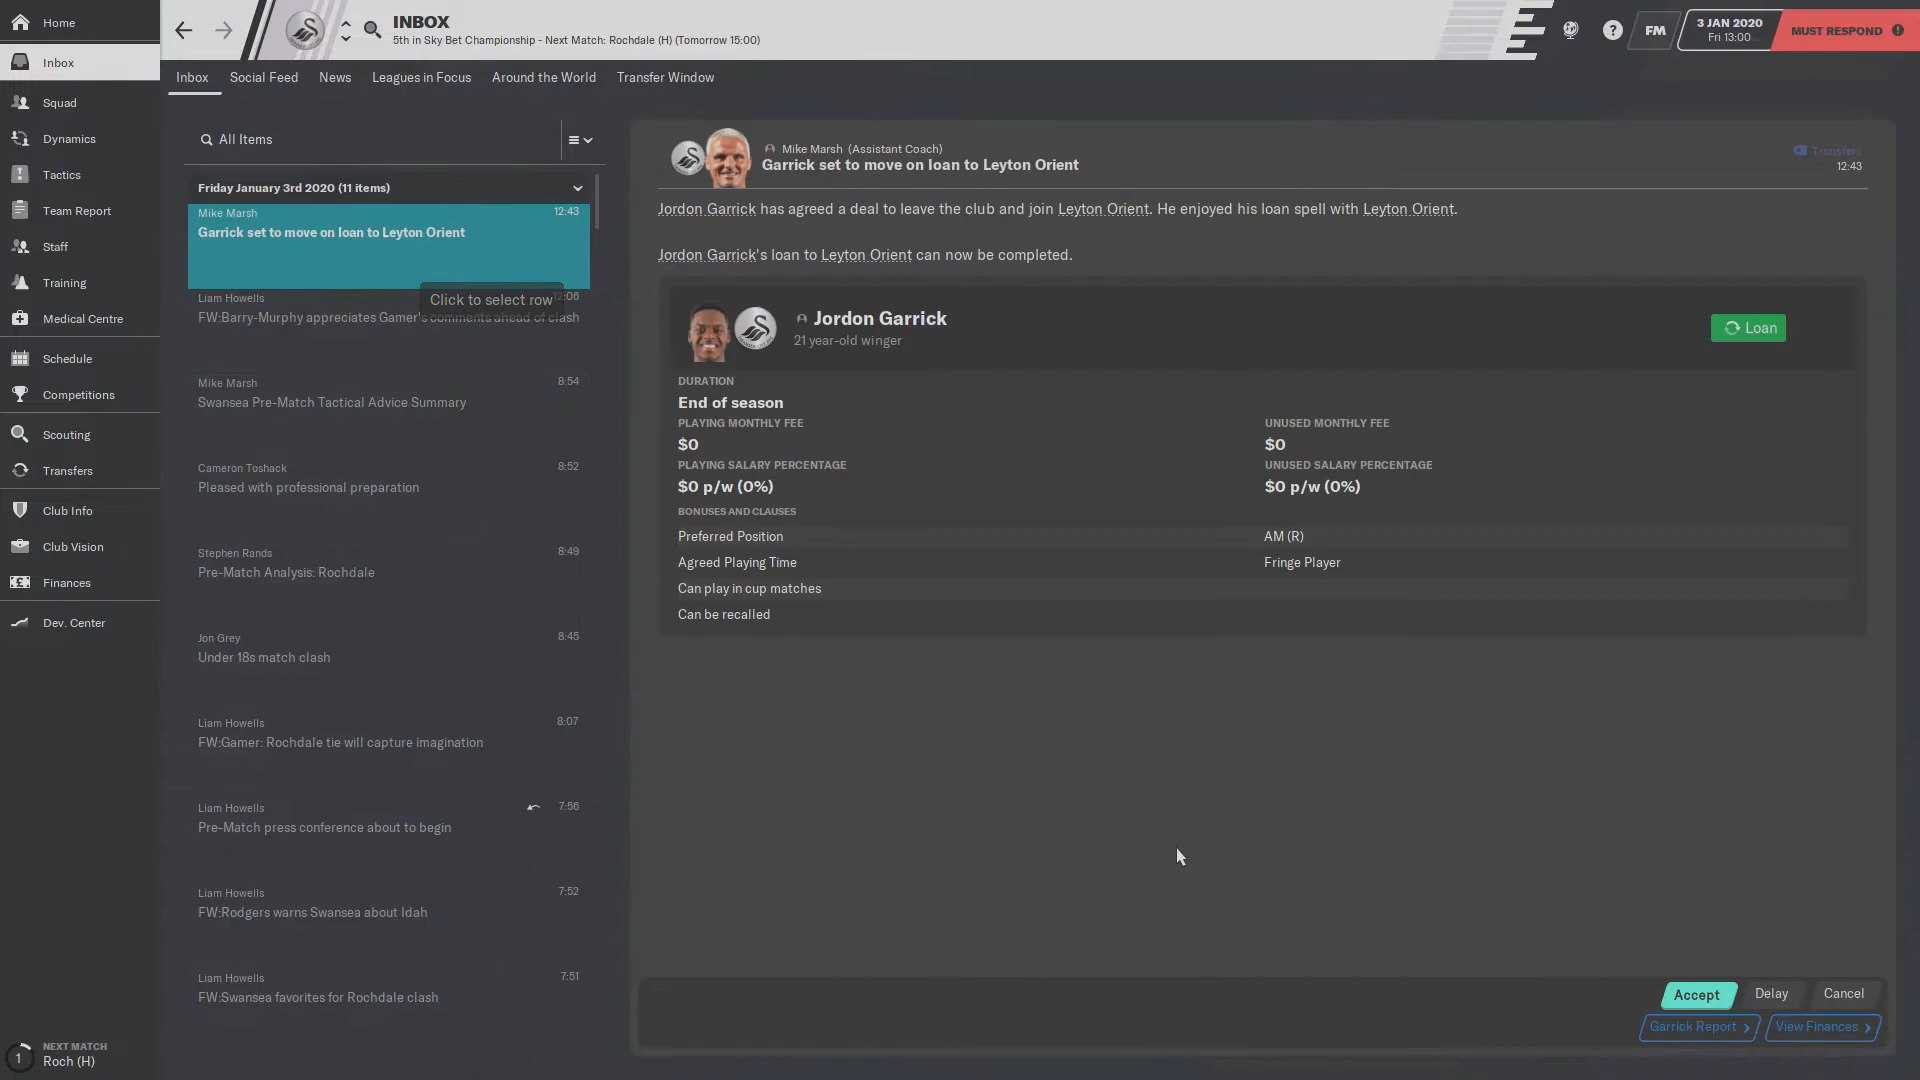 Home
Inbox
Squad
Dynamics
Tactics
Team Report
Staff
Training
Medical Centre
Schedule
Competitions
Scouting
Transfers
Club Info
Club Vision
Finances
Dev. Center
1
NEXT MATCH
Roch (H)
INBOX
5th in Sky Bet Championship - Next Match: Rochdale (H) (Tomorrow 15:00)
FM
3 JAN 2020
Fri 13:00
MUST RESPOND
Inbox Social Feed News Leagues in Focus Around the World Transfer Window
All Items
Friday January 3rd 2020 (11 items)
Mike Marsh 12:43
Garrick set to move on loan to Leyton Orient
Click to select row
Liam Howells 12:06
FW:Barry-Murphy appreciates Gamer's comments ahead of clash
Mike Marsh 8:54
Swansea Pre-Match Tactical Advice Summary
Cameron Toshack 8:52
Pleased with professional preparation
Stephen Rands 8:49
Pre-Match Analysis: Rochdale
Jon Grey 8:45
Under 18s match clash
Liam Howells 8:07
FW:Gamer: Rochdale tie will capture imagination
Liam Howells 7:56
Pre-Match press conference about to begin
Liam Howells 7:52
FW:Rodgers warns Swansea about Idah
Liam Howells 7:51
FW:Swansea favorites for Rochdale clash
Mike Marsh (Assistant Coach)
Garrick set to move on loan to Leyton Orient
Transfers
12:43
Jordon Garrick has agreed a deal to leave the club and join Leyton Orient. He enjoyed his loan spell with Leyton Orient.
Jordon Garrick's loan to Leyton Orient can now be completed.
Jordon Garrick
21 year-old winger
Loan
DURATION
End of season
PLAYING MONTHLY FEE UNUSED MONTHLY FEE
$0 $0
PLAYING SALARY PERCENTAGE UNUSED SALARY PERCENTAGE
$0 p/w (0%) $0 p/w (0%)
BONUSES AND CLAUSES
Preferred Position AM (R)
Agreed Playing Time Fringe Player
Can play in cup matches
Can be recalled
Accept Delay Cancel
Garrick Report View Finances